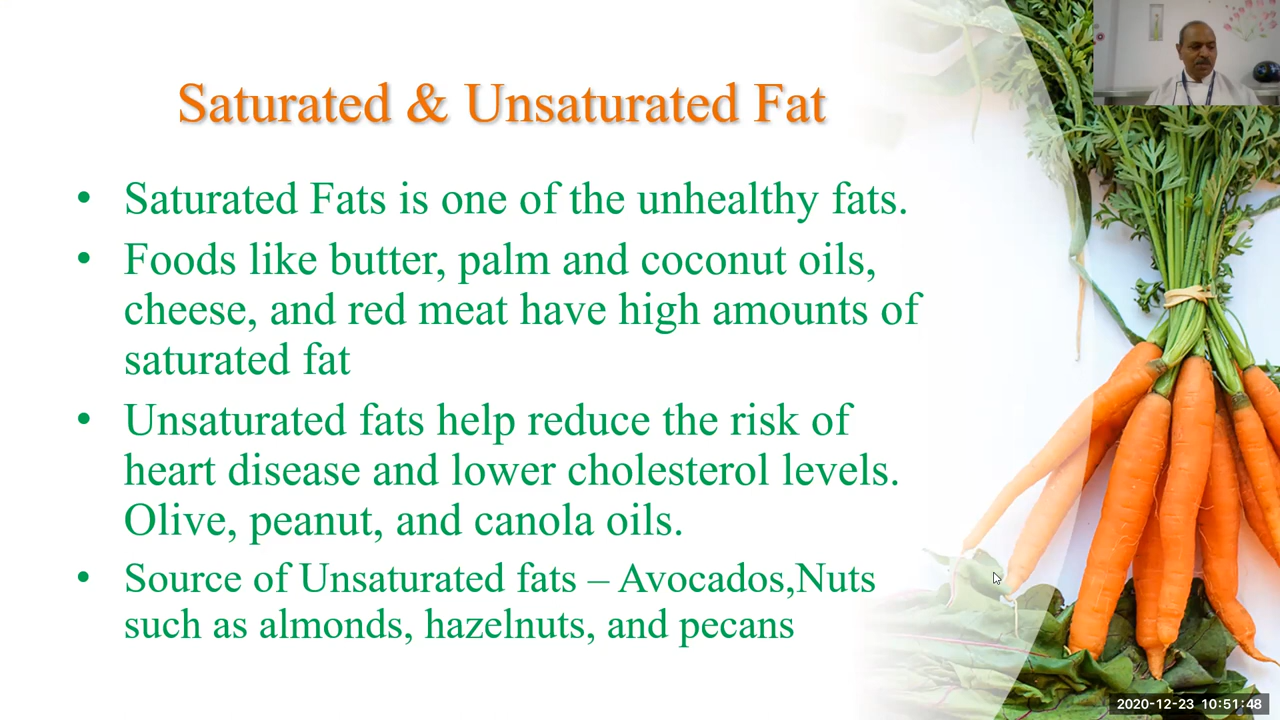 Saturated & Unsaturated Fat
• Saturated Fats is one of the unhealthy fats.
• Foods like butter, palm and coconut oils,
cheese, and red meat have high amounts of
saturated fat
• Unsaturated fats help reduce the risk of
heart disease and lower cholesterol levels.
Olive, peanut, and canola oils.
• Source of Unsaturated fats – Avocados,Nuts
such as almonds, hazelnuts, and pecans
2020-12-23 10:51:48